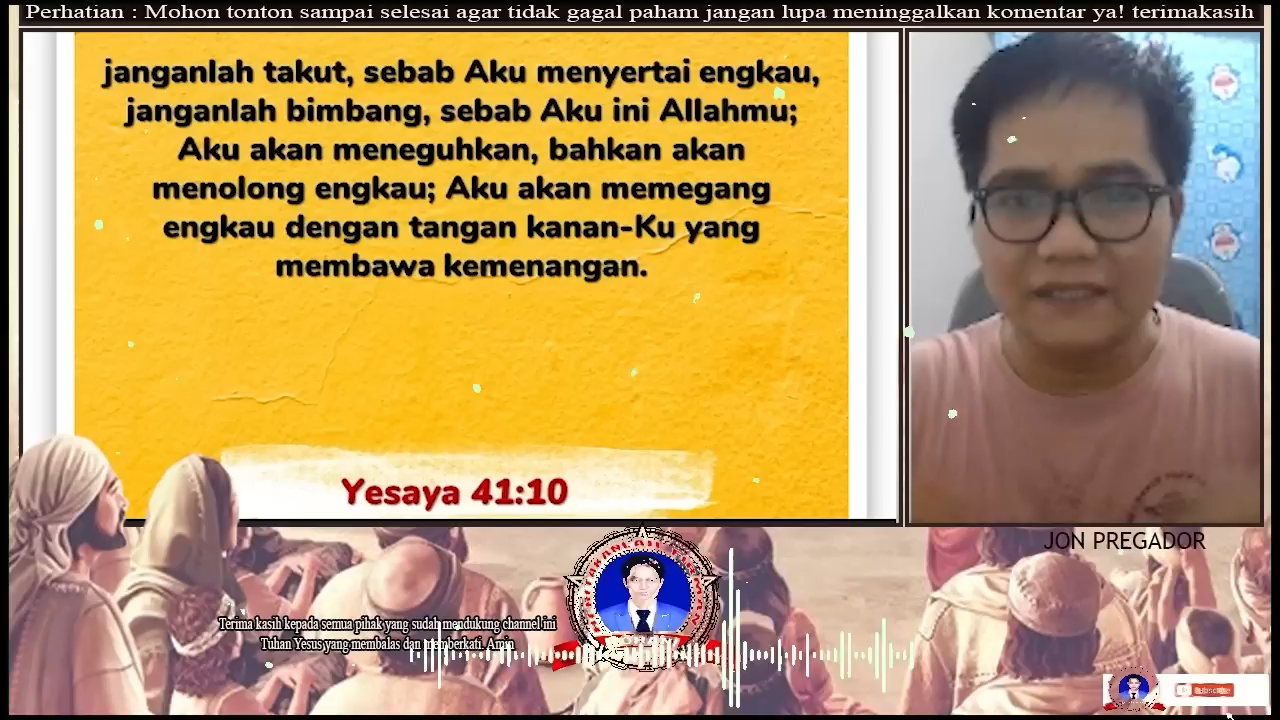 Perhatian : Mohon tonton sampai selesai agar tidak gagal paham jangan lupa meninggalkan komentar ya! terimakasih
janganlah takut, sebab Aku menyertai engkau,
janganlah bimbang, sebab Aku ini Allahmu;
Aku akan meneguhkan, bahkan akan
menolong engkau; Aku akan memegang
engkau dengan tangan kanan-Ku yang
membawa kemenangan.
Yesaya 41:10
JON PREGADOR
Terima kasih kepada semua pihak yang sudah mendukung channel ini
Tuhan Yesus yang membalas dan memberkati. Amin